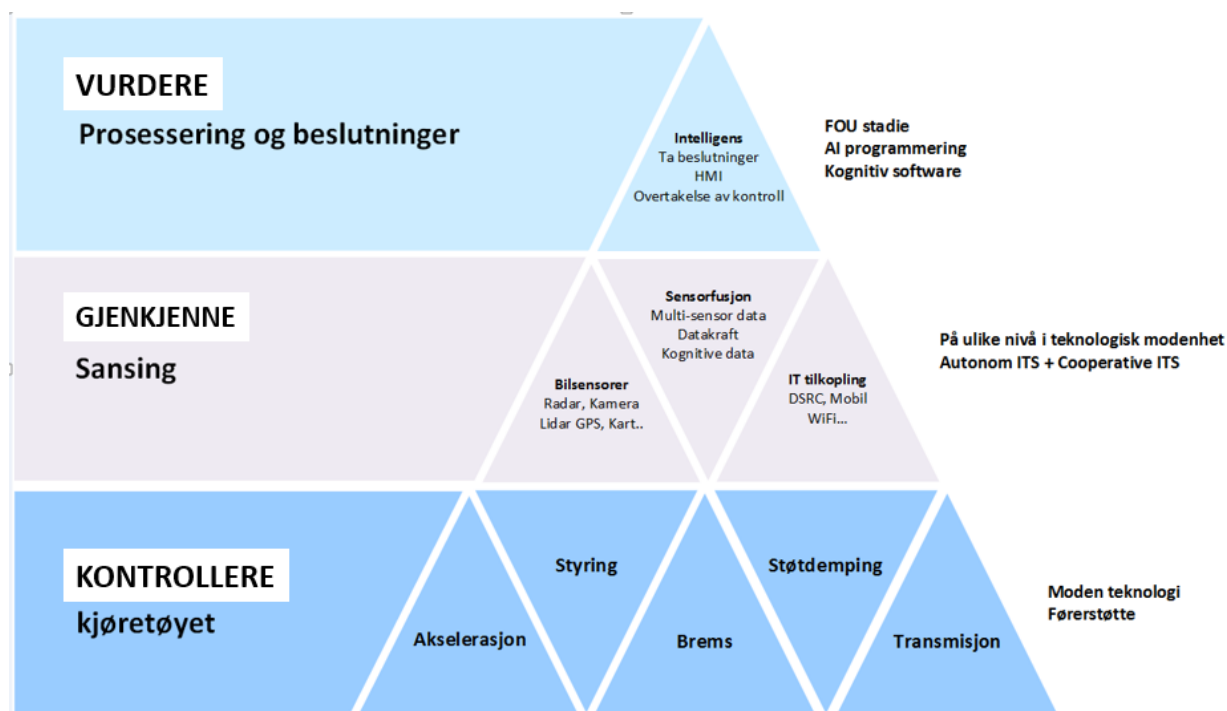 VURDERE
Prosessering og beslutninger
Intelligens
Ta beslutninger
HMI
Overtakelse av kontroll
FOU stadie
AI programmering
Kognitiv software
GJENKJENNE
Sansing
Bilsensorer
Radar, Kamera
Lidar GPS, Kart..
Sensorfusjon
Multi-sensor data
Datakraft
Kognitive data
IT tilkopling
DSRC, Mobil
WiFi...
På ulike nivå i teknologisk modenhet
Autonom ITS + Cooperative ITS
KONTROLLERE
kjøretøyet
Akselerasjon
Styring
Brems
Støtdemping
Transmisjon
Moden teknologi
Førerstøtte